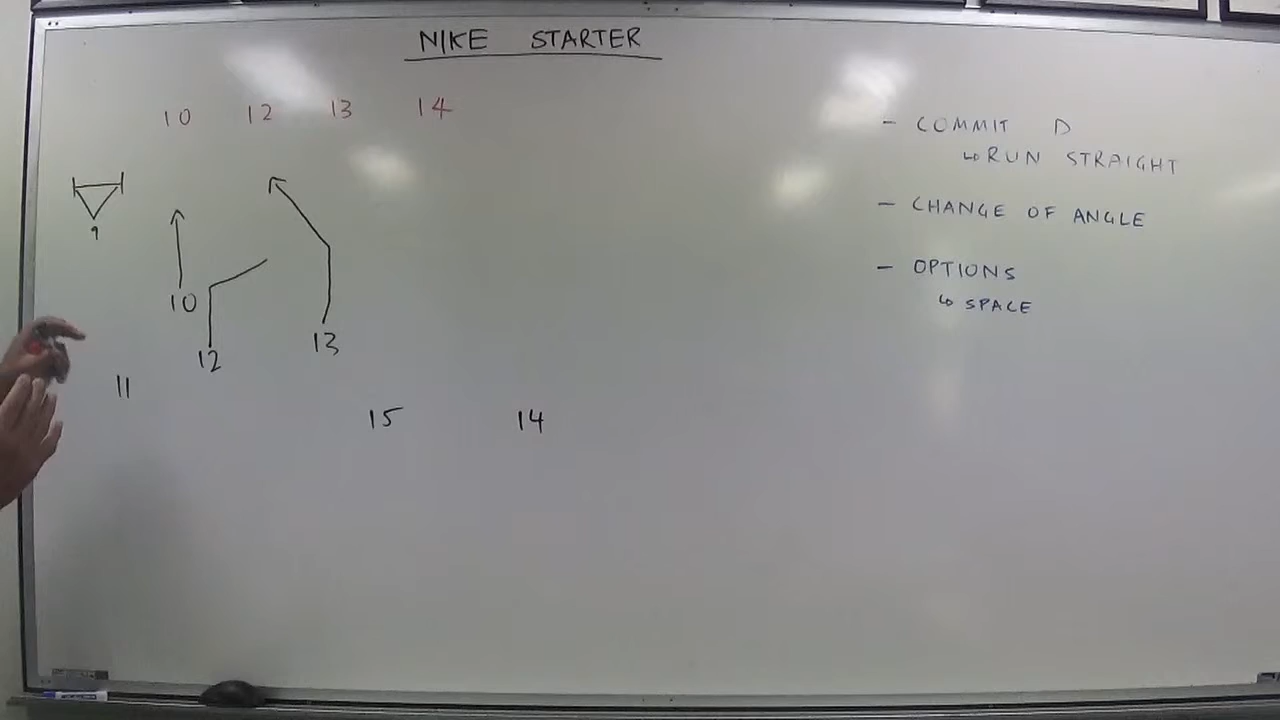 NIKE STARTER
10 12 13 14
9
10
12
13
11
15
14
- COMMIT D
↳ RUN STRAIGHT
- CHANGE OF ANGLE
- OPTIONS
↳ SPACE